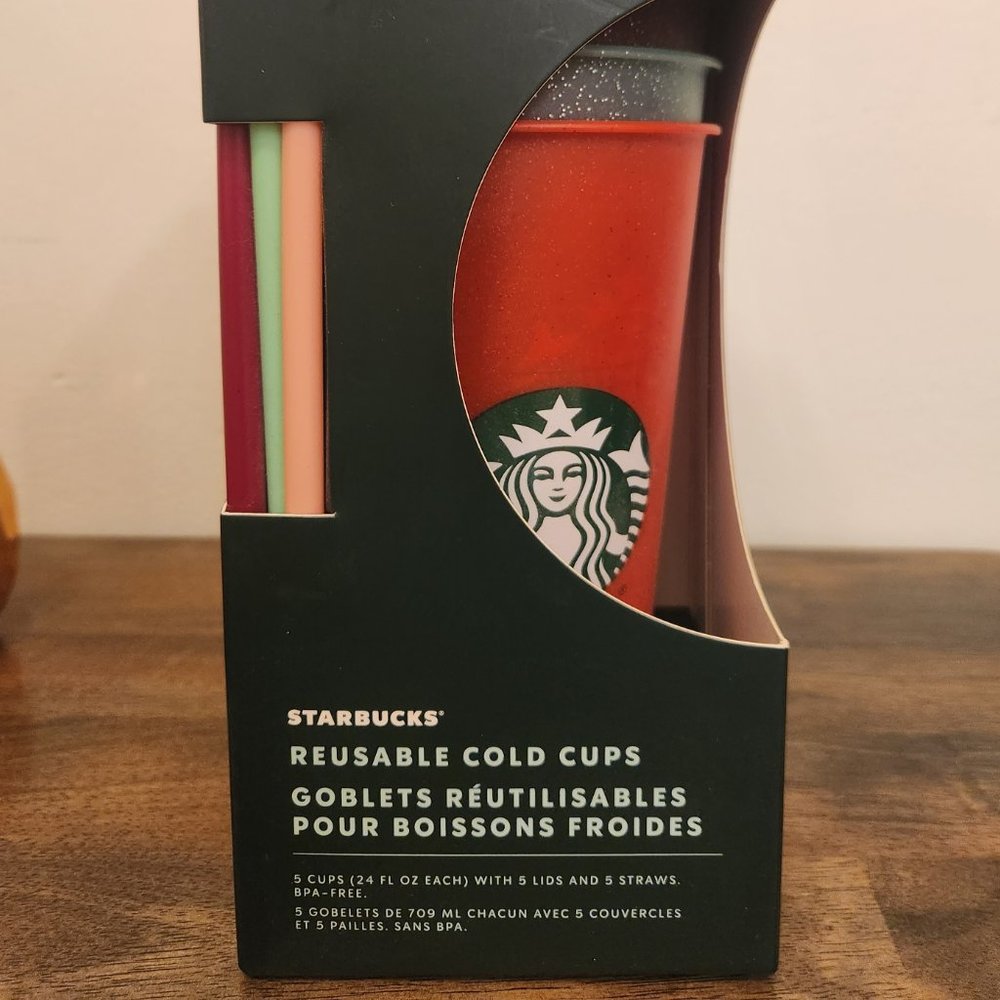 STARBUCKS®
REUSABLE COLD CUPS
GOBLETS RÉUTILISABLES
POUR BOISSONS FROIDES
5 CUPS (24 FL OZ EACH) WITH 5 LIDS AND 5 STRAWS.
BPA-FREE.
5 GOBELETS DE 709 ML CHACUN AVEC 5 COUVERCLES
ET 5 PAILLES. SANS BPA.